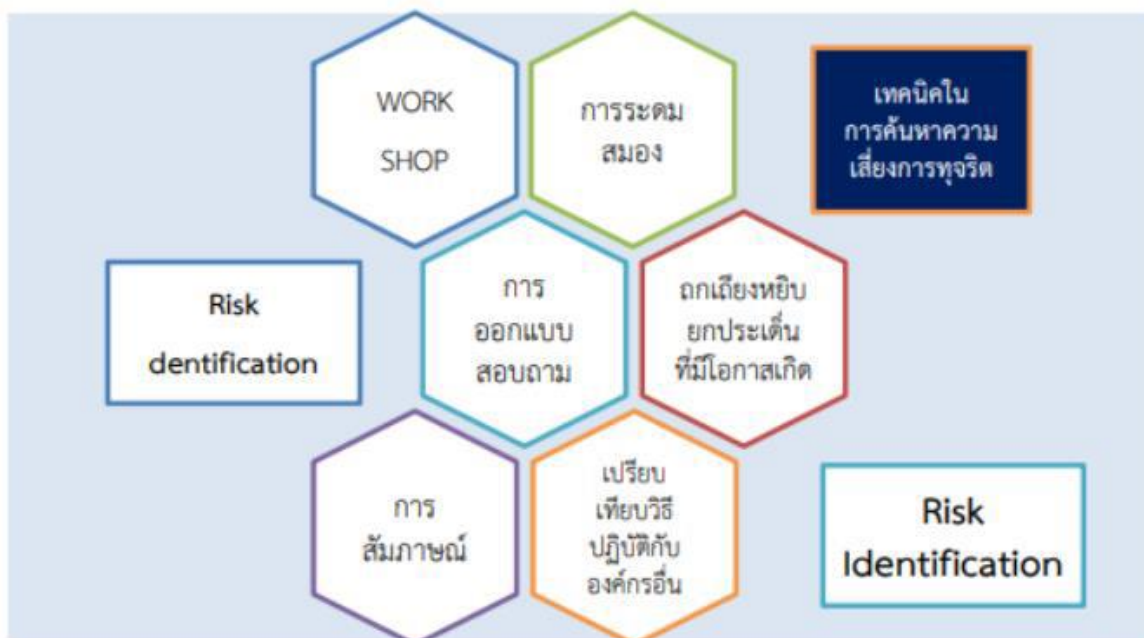 WORK
SHOP
การระดม
สมอง
เทคนิคใน
การค้นหาความ
เสี่ยงการทุจริต
Risk
dentification
การ
ออกแบบ
สอบถาม
ถกเถียงหยิบ
ยกประเด็น
ที่มีโอกาสเกิด
การ
สัมภาษณ์
เปรียบ
เทียบวิธี
ปฏิบัติกับ
องค์กรอื่น
Risk
Identification